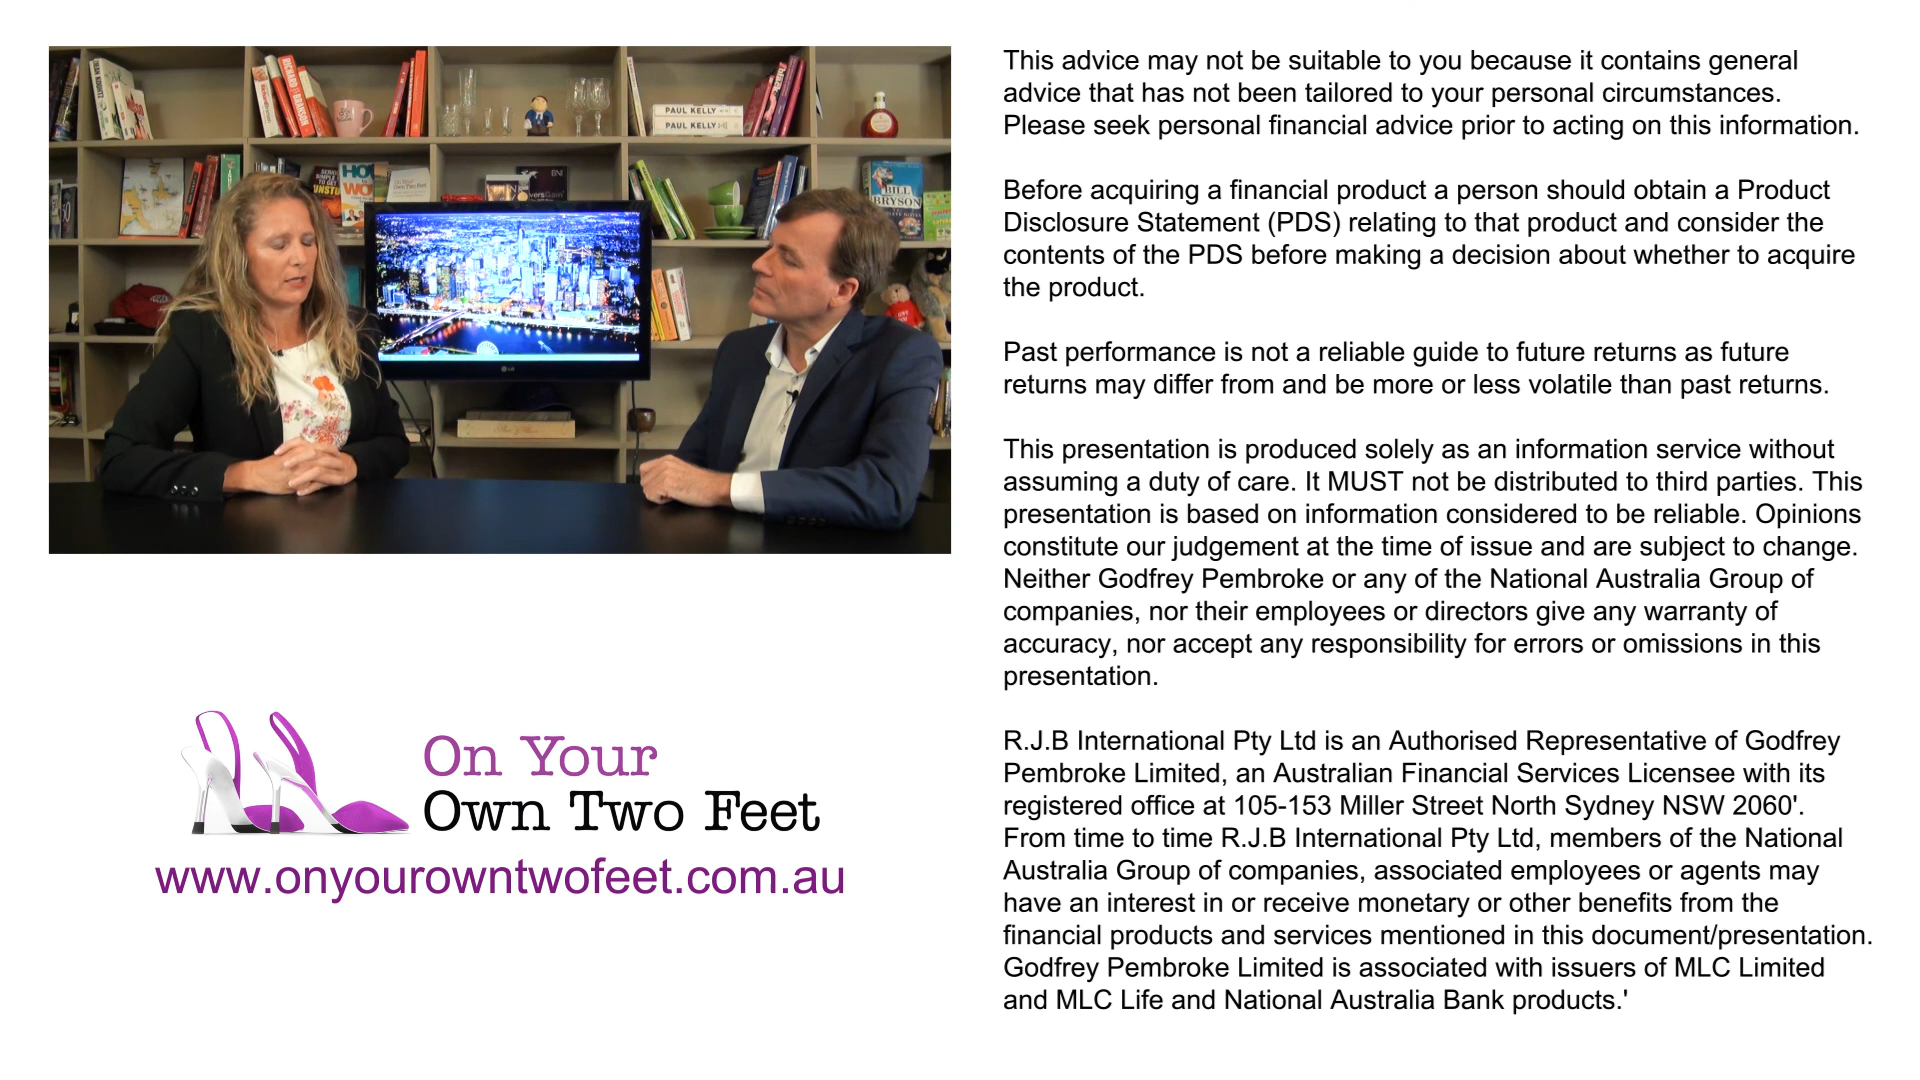 RICHARD BRANSON
PAUL KELLY
PAUL KELLY
BNI
Own Two Feet
BILL
BRYSON
LG
On Your
Own Two Feet
www.onyourowntwofeet.com.au
This advice may not be suitable to you because it contains general
advice that has not been tailored to your personal circumstances.
Please seek personal financial advice prior to acting on this information.
Before acquiring a financial product a person should obtain a Product
Disclosure Statement (PDS) relating to that product and consider the
contents of the PDS before making a decision about whether to acquire
the product.
Past performance is not a reliable guide to future returns as future
returns may differ from and be more or less volatile than past returns.
This presentation is produced solely as an information service without
assuming a duty of care. It MUST not be distributed to third parties. This
presentation is based on information considered to be reliable. Opinions
constitute our judgement at the time of issue and are subject to change.
Neither Godfrey Pembroke or any of the National Australia Group of
companies, nor their employees or directors give any warranty of
accuracy, nor accept any responsibility for errors or omissions in this
presentation.
R.J.B International Pty Ltd is an Authorised Representative of Godfrey
Pembroke Limited, an Australian Financial Services Licensee with its
registered office at 105-153 Miller Street North Sydney NSW 2060'.
From time to time R.J.B International Pty Ltd, members of the National
Australia Group of companies, associated employees or agents may
have an interest in or receive monetary or other benefits from the
financial products and services mentioned in this document/presentation.
Godfrey Pembroke Limited is associated with issuers of MLC Limited
and MLC Life and National Australia Bank products.'